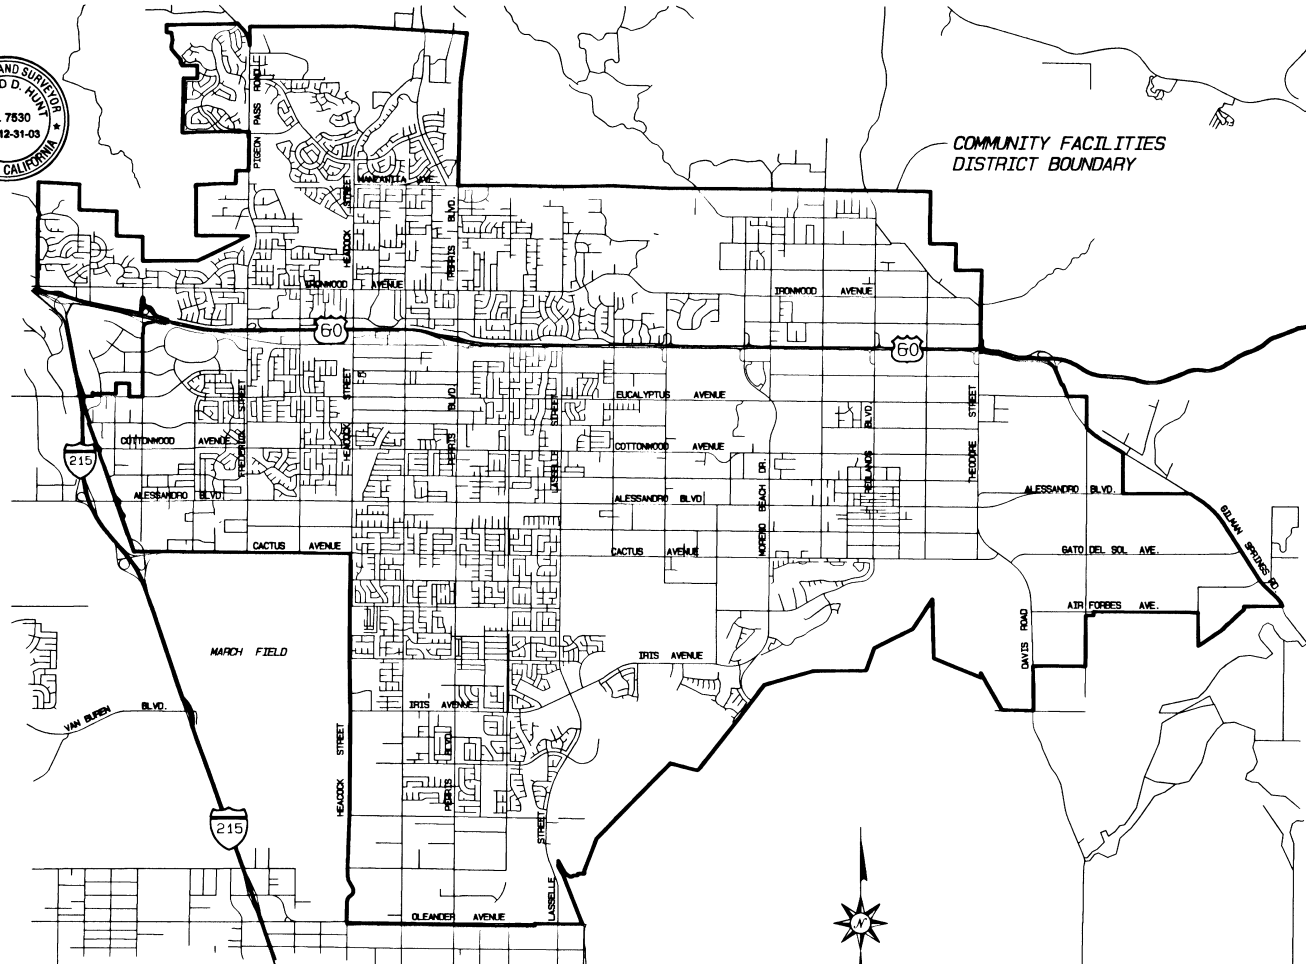 AND SURVEYOR
D D. HUNT
. 7530
12-31-03
CALIFORNIA
COMMUNITY FACILITIES
DISTRICT BOUNDARY
PIGEON PASS ROAD
MANZANITA AVE
HEACOCK STREET
PERRIS BLVD.
IRONWOOD AVENUE
IRONWOOD AVENUE
60
60
FREDERICK STREET
HEACOCK STREET
PERRIS BLVD.
LASSELLE STREET
EUCALYPTUS AVENUE
REDLANDS BLVD.
THEODORE STREET
COTTONWOOD AVENUE
COTTONWOOD AVENUE
215
MORENO BEACH DR.
ALESSANDRO BLVD
ALESSANDRO BLVD
ALESSANDRO BLVD.
GILMAN SPRINGS RD.
CACTUS AVENUE
CACTUS AVENUE
GATO DEL SOL AVE.
AIR FORBES AVE.
DAVIS ROAD
MARCH FIELD
IRIS AVENUE
IRIS AVENUE
VAN BUREN BLVD.
HEACOCK STREET
PERRIS BLVD.
215
LASSELLE STREET
OLEANDER AVENUE
N